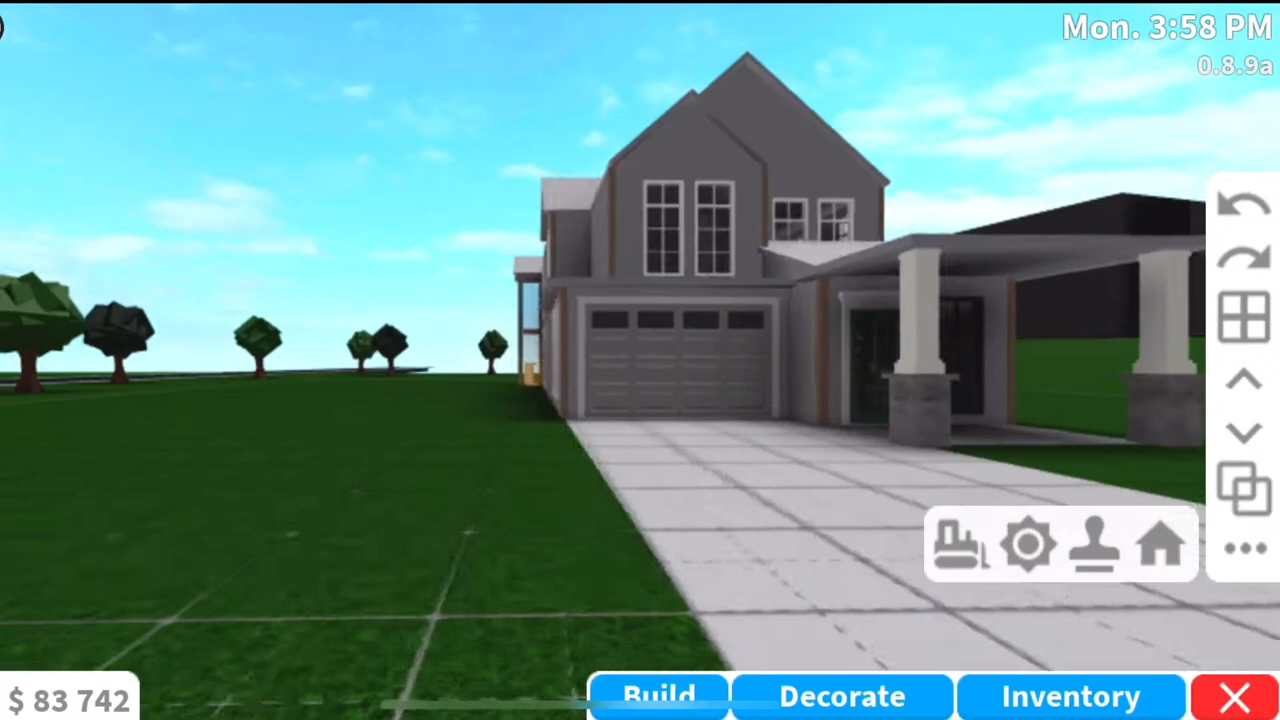 Mon. 3:58 PM
0.8.9a
$ 83 742
Build
Decorate
Inventory